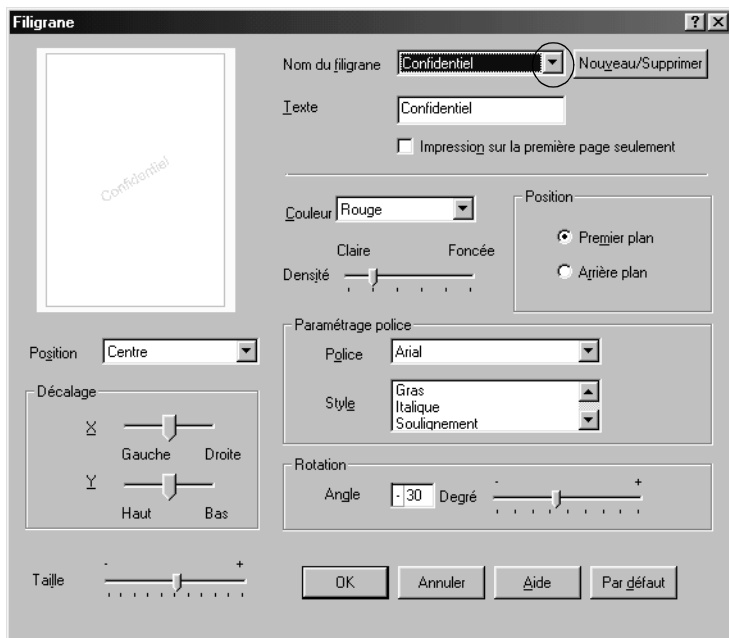 Filigrane
Confidentiel
Nom du filigrane Confidentiel Nouveau/Supprimer
Texte Confidentiel
Impression sur la première page seulement
Couleur Rouge
Claire Foncée
Densité
Position
Premier plan
Arrière plan
Position Centre
Paramétrage police
Police Arial
Style Gras
Italique
Soulignement
Décalage
X
Gauche Droite
Y
Haut Bas
Rotation
Angle - 30 Degré - +
Taille - +
OK Annuler Aide Par défaut